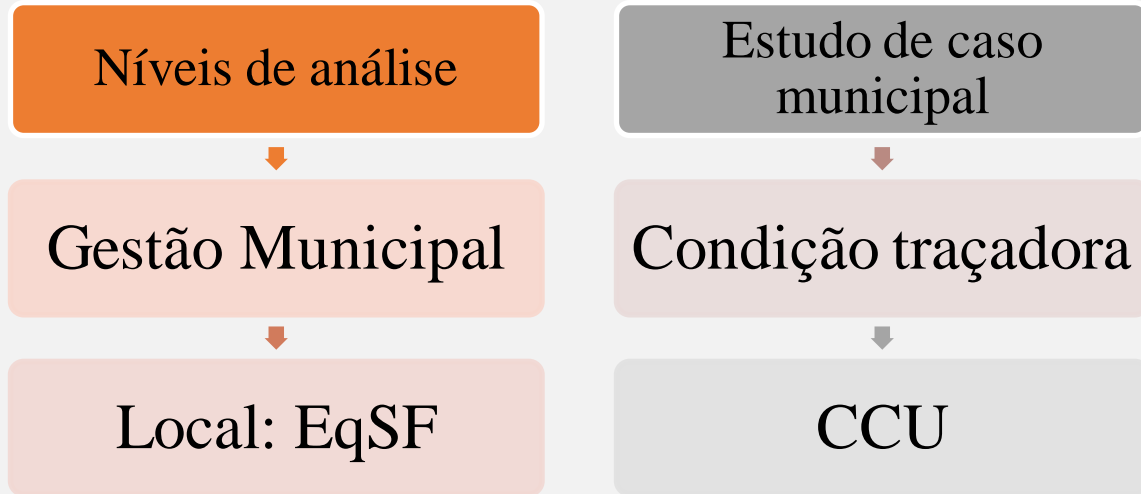 Níveis de análise
Gestão Municipal
Local: EqSF
Estudo de caso
municipal
Condição traçadora
CCU